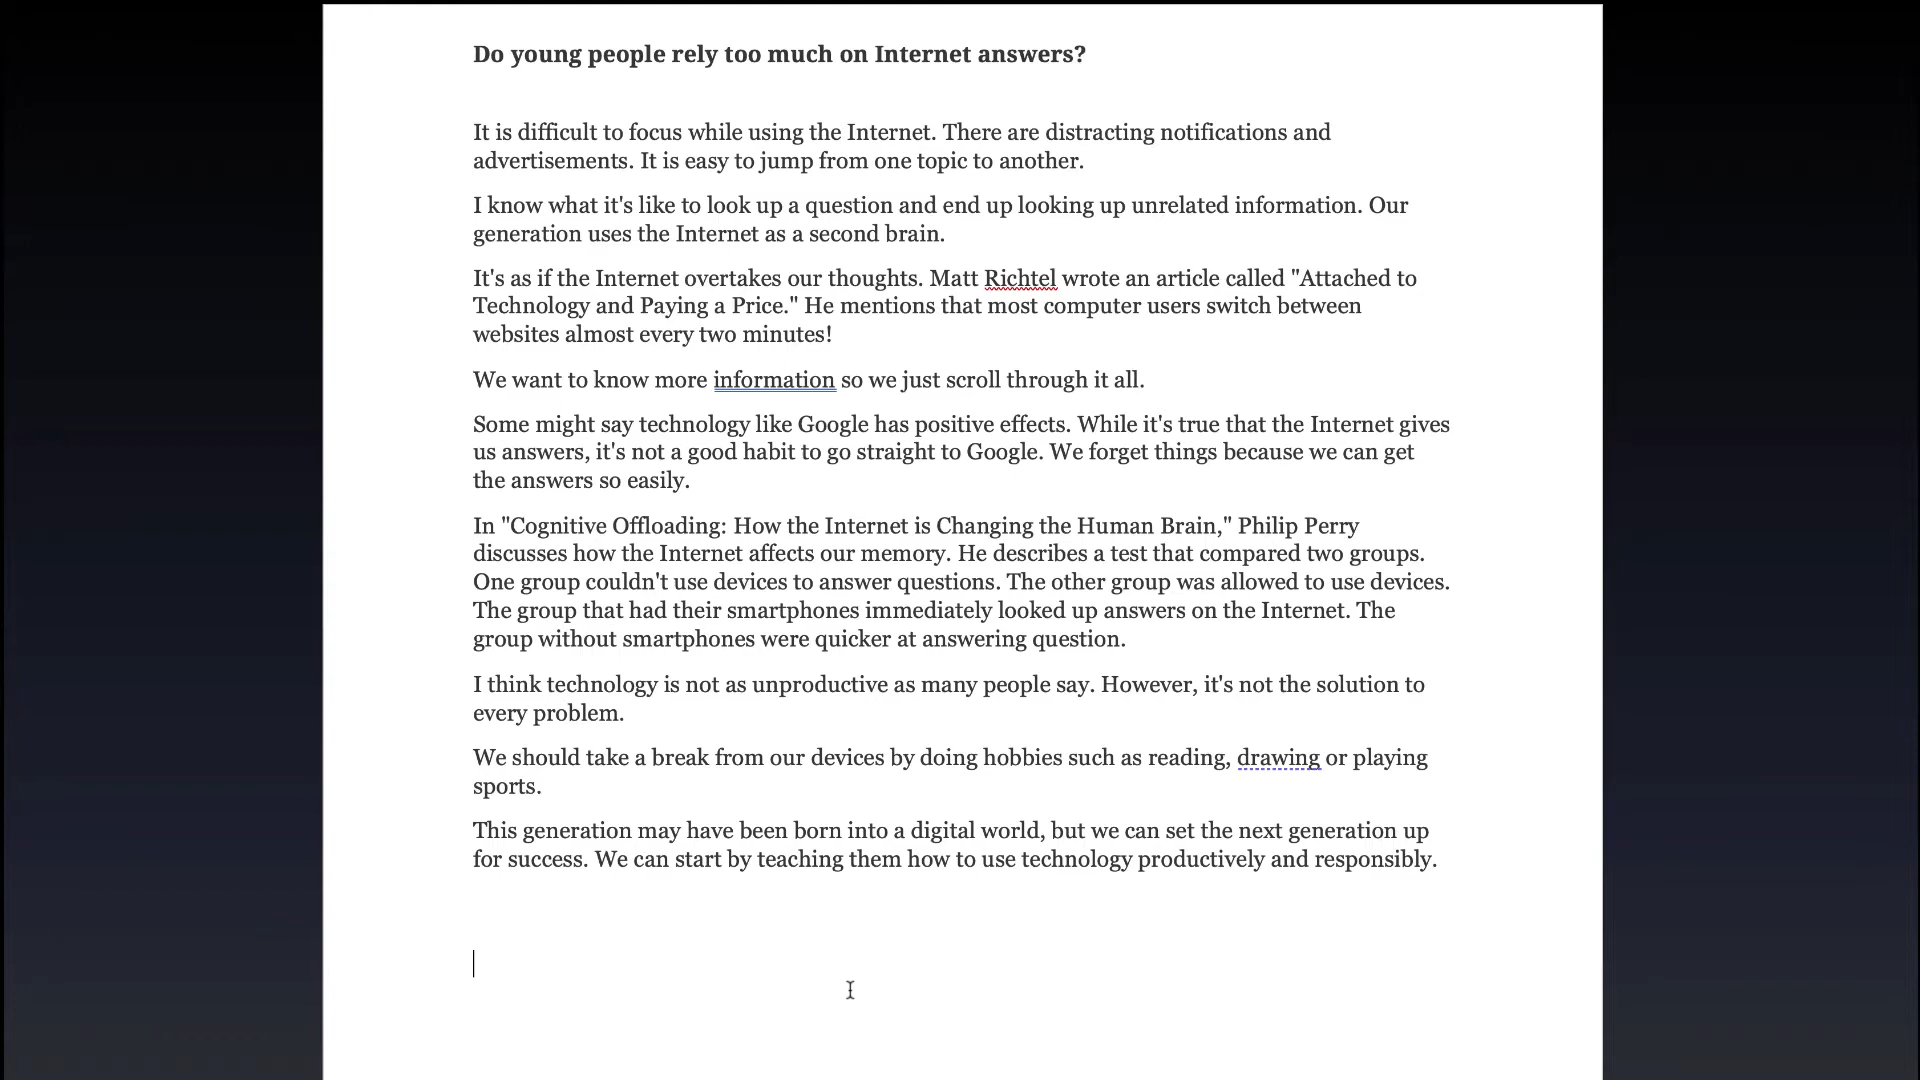 Do young people rely too much on Internet answers?
It is difficult to focus while using the Internet. There are distracting notifications and
advertisements. It is easy to jump from one topic to another.
I know what it's like to look up a question and end up looking up unrelated information. Our
generation uses the Internet as a second brain.
It's as if the Internet overtakes our thoughts. Matt Richtel wrote an article called "Attached to
Technology and Paying a Price." He mentions that most computer users switch between
websites almost every two minutes!
We want to know more information so we just scroll through it all.
Some might say technology like Google has positive effects. While it's true that the Internet gives
us answers, it's not a good habit to go straight to Google. We forget things because we can get
the answers so easily.
In "Cognitive Offloading: How the Internet is Changing the Human Brain," Philip Perry
discusses how the Internet affects our memory. He describes a test that compared two groups.
One group couldn't use devices to answer questions. The other group was allowed to use devices.
The group that had their smartphones immediately looked up answers on the Internet. The
group without smartphones were quicker at answering question.
I think technology is not as unproductive as many people say. However, it's not the solution to
every problem.
We should take a break from our devices by doing hobbies such as reading, drawing or playing
sports.
This generation may have been born into a digital world, but we can set the next generation up
for success. We can start by teaching them how to use technology productively and responsibly.